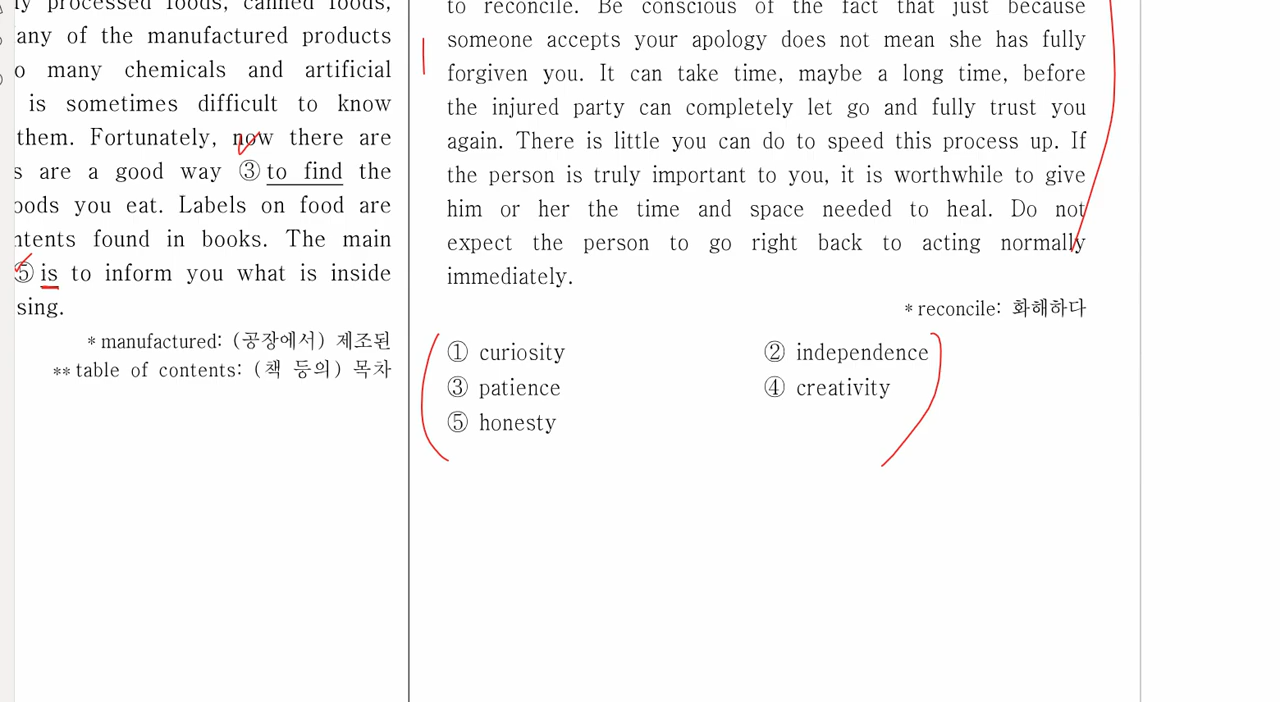 processed foods, canned foods,
any of the manufactured products
many chemicals and artificial
is sometimes difficult to know
them. Fortunately, now there are
s are a good way ③ to find the
oods you eat. Labels on food are
ntents found in books. The main
⑤ is to inform you what is inside
sing.
* manufactured: (공장에서) 제조된
** table of contents: (책 등의) 목차
to reconcile. Be conscious of the fact that just because
someone accepts your apology does not mean she has fully
forgiven you. It can take time, maybe a long time, before
the injured party can completely let go and fully trust you
again. There is little you can do to speed this process up. If
the person is truly important to you, it is worthwhile to give
him or her the time and space needed to heal. Do not
expect the person to go right back to acting normally
immediately.
* reconcile: 화해하다
① curiosity ② independence
③ patience ④ creativity
⑤ honesty